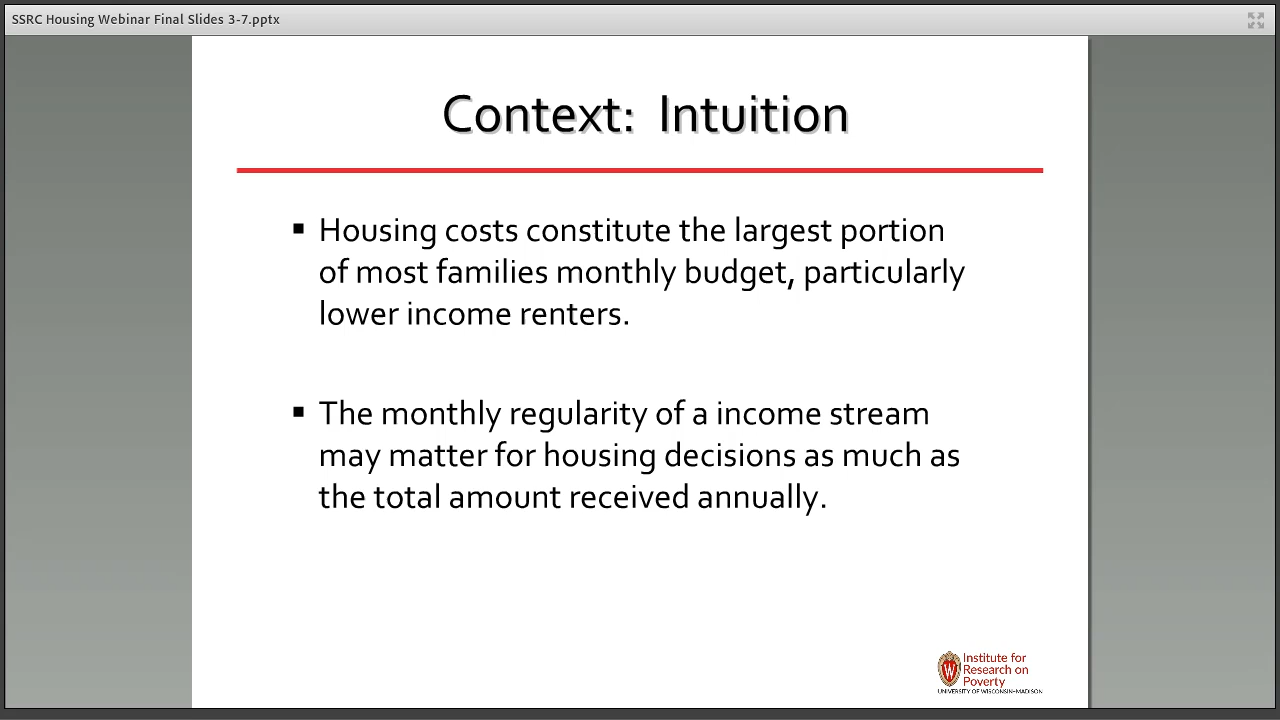 SSRC Housing Webinar Final Slides 3-7.pptx
Context: Intuition
▪ Housing costs constitute the largest portion
of most families monthly budget, particularly
lower income renters.
▪ The monthly regularity of a income stream
may matter for housing decisions as much as
the total amount received annually.
W
Institute for
Research on
Poverty
UNIVERSITY OF WISCONSIN–MADISON